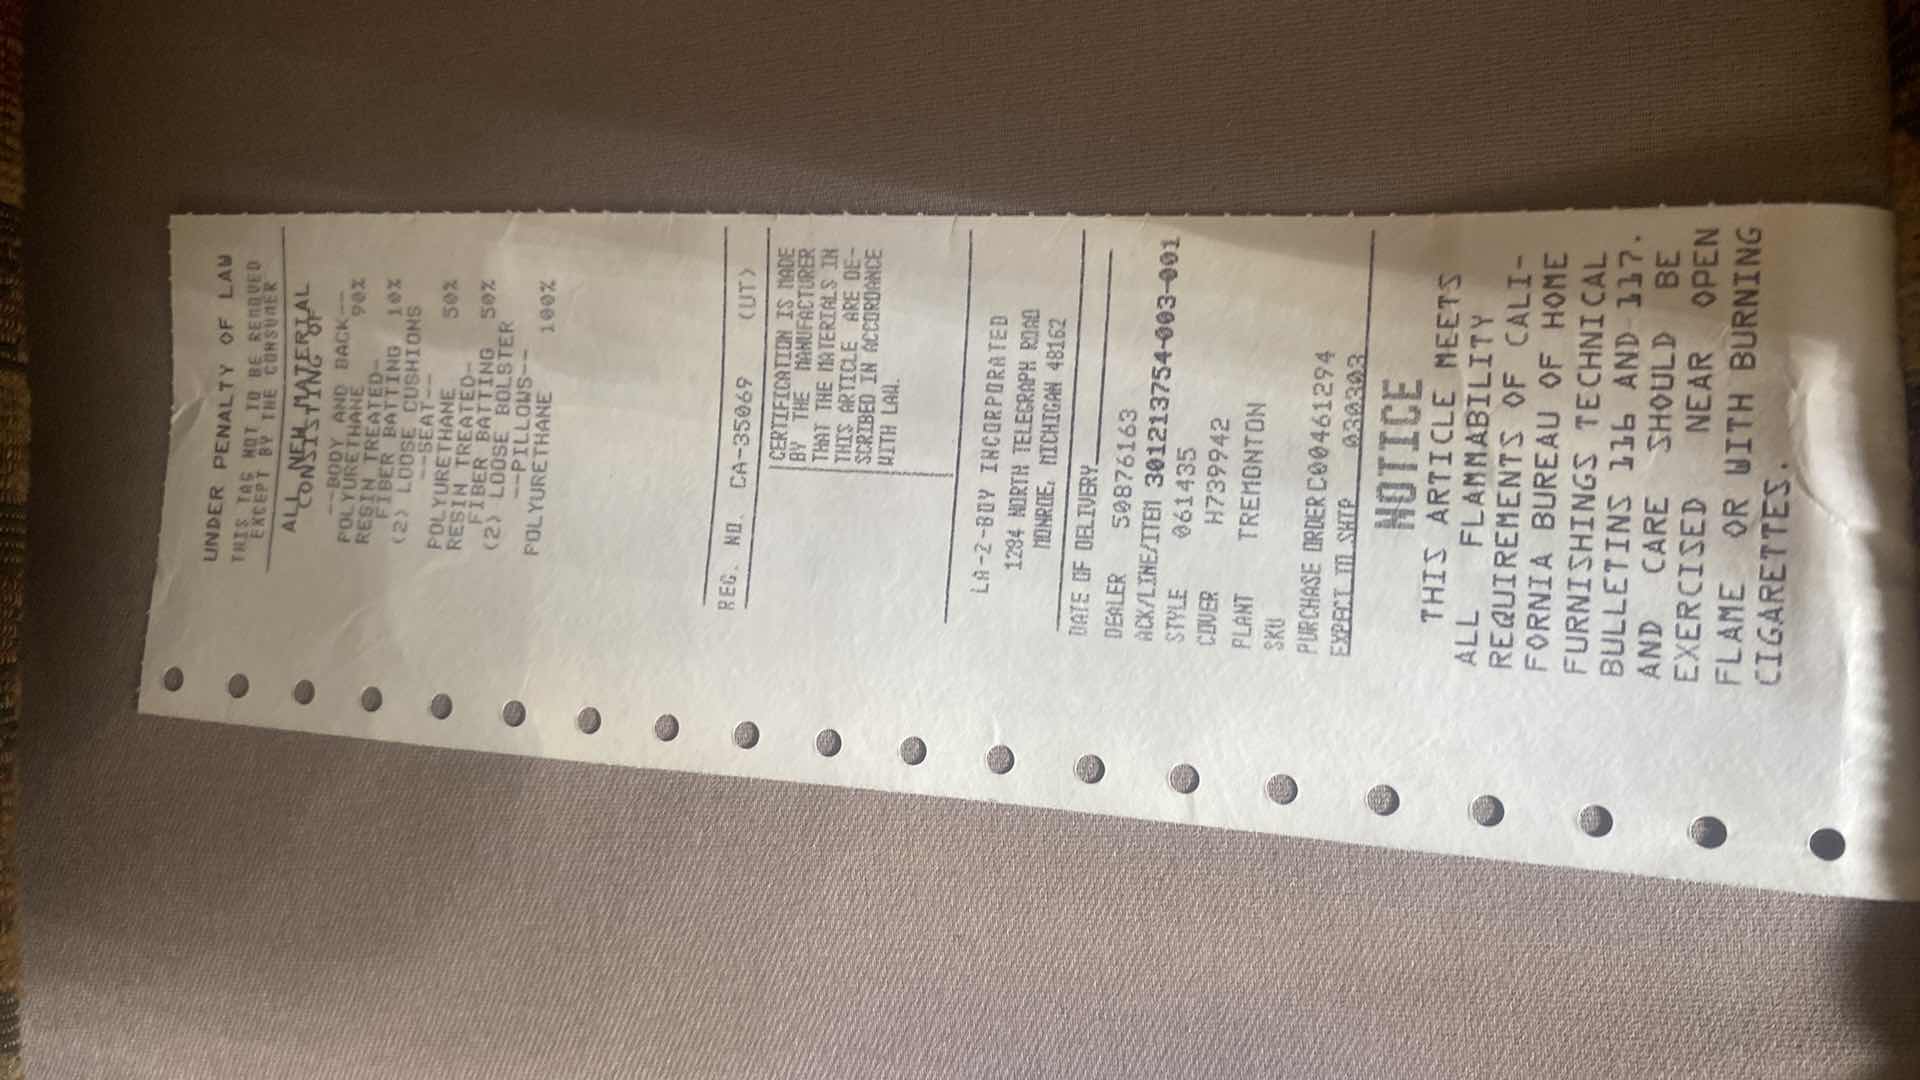 UNDER PENALTY OF LAW
THIS TAG NOT TO BE REMOVED
EXCEPT BY THE CONSUMER
ALL NEW MATERIAL
CONSISTING OF
--BODY AND BACK--
POLYURETHANE 90%
RESIN TREATED-
FIBER BATTING 10%
(2) LOOSE CUSHIONS
--SEAT--
POLYURETHANE 50%
RESIN TREATED-
FIBER BATTING 50%
(2) LOOSE BOLSTER
--PILLOWS--
POLYURETHANE 100%
REG. NO. CA-35069 (UT)
CERTIFICATION IS MADE
BY THE MANUFACTURER
THAT THE MATERIALS IN
THIS ARTICLE ARE DE-
SCRIBED IN ACCORDANCE
WITH LAW.
LA-Z-BOY INCORPORATED
1284 NORTH TELEGRAPH ROAD
MONROE, MICHIGAN 48162
DATE OF DELIVERY
DEALER 50876163
ACK/LINE/ITEM 301213754-003-001
STYLE 061435
COVER H739942
PLANT TREMONTON
SKU
PURCHASE ORDER C00461294
EXPECT TO SHIP 0303303
NOTICE
THIS ARTICLE MEETS
ALL FLAMMABILITY
REQUIREMENTS OF CALI-
FORNIA BUREAU OF HOME
FURNISHINGS TECHNICAL
BULLETINS 116 AND 117.
AND CARE SHOULD BE
EXERCISED NEAR OPEN
FLAME OR WITH BURNING
CIGARETTES.